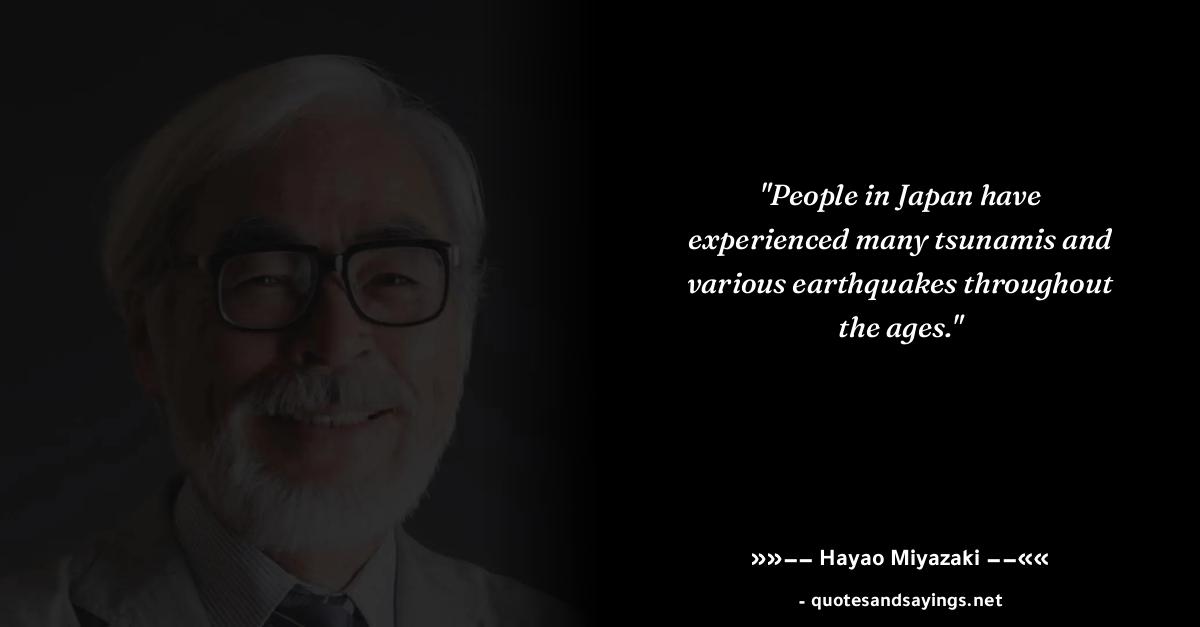 "People in Japan have
experienced many tsunamis and
various earthquakes throughout
the ages."
»»−− Hayao Miyazaki −−««
- quotesandsayings.net